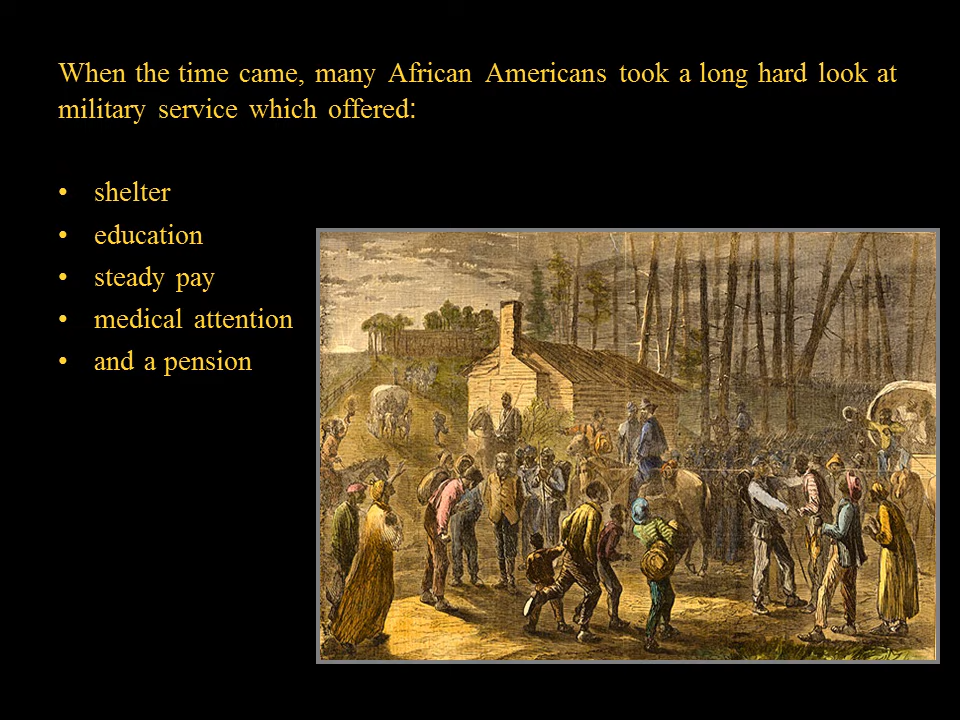 When the time came, many African Americans took a long hard look at
military service which offered:
• shelter
• education
• steady pay
• medical attention
• and a pension